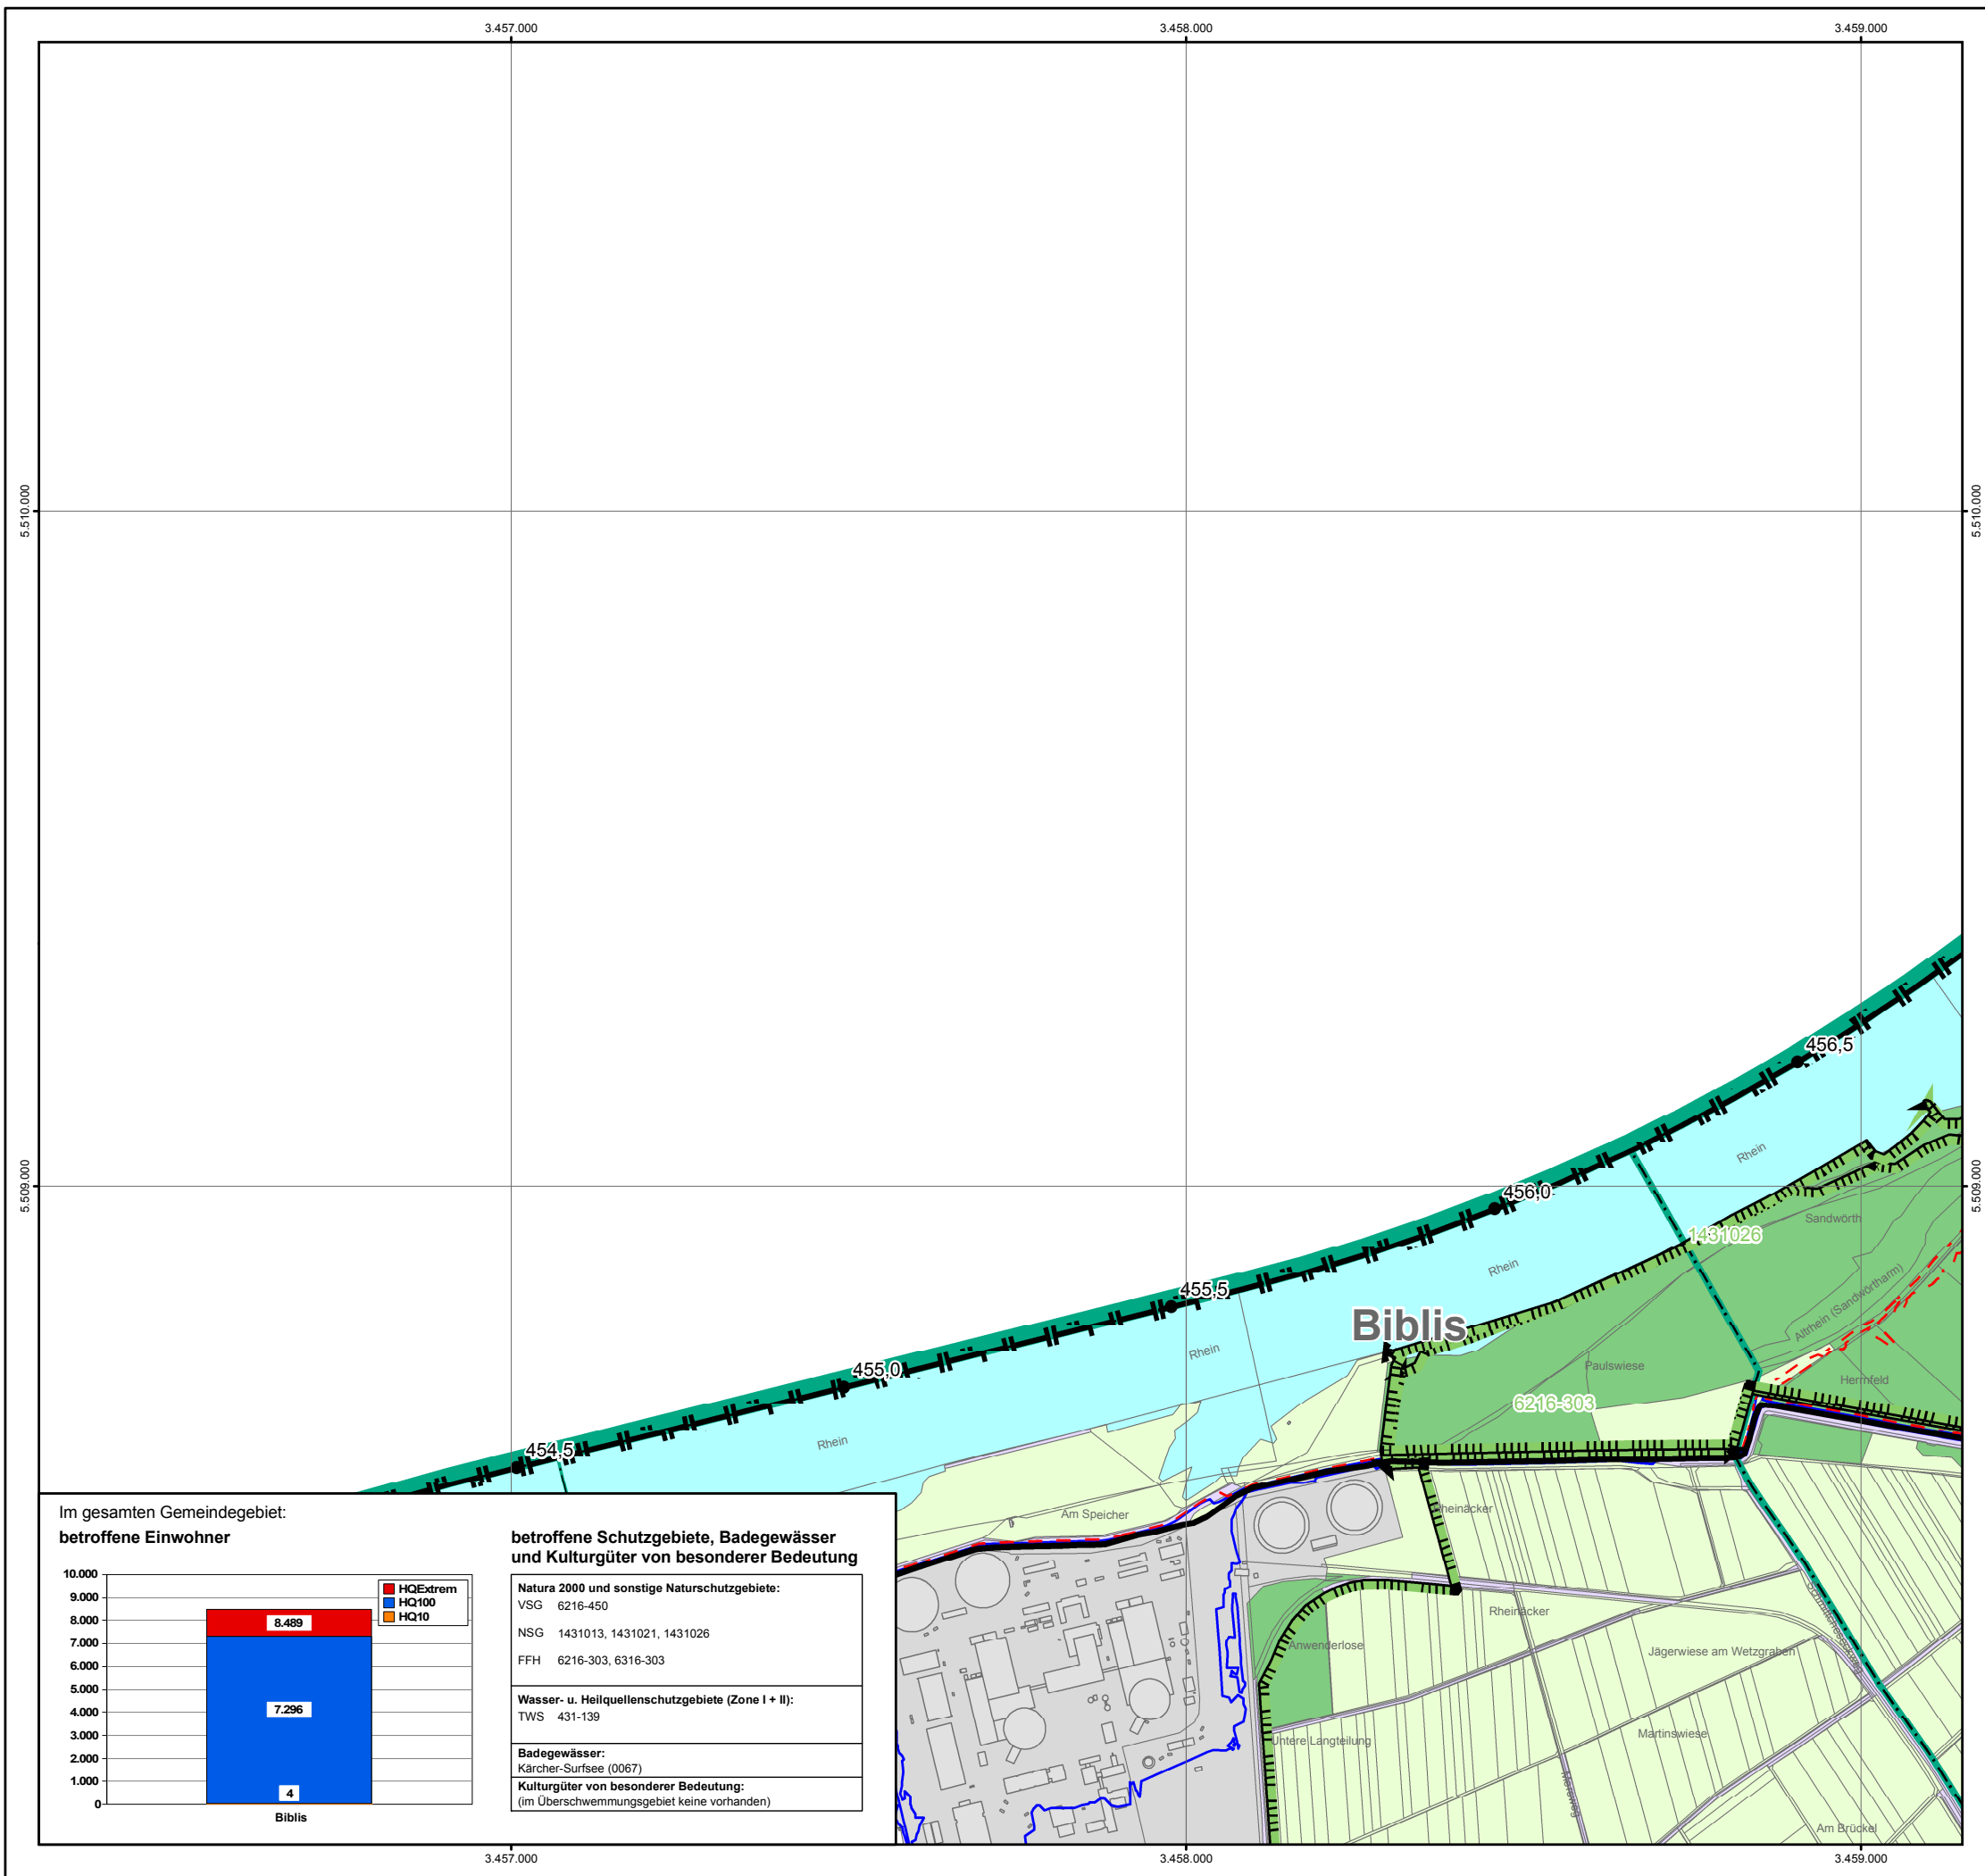 3.457.000
3.458.000
3.459.000
5.510.000
5.510.000
456,5
Rhein
5.509.000
5.509.000
456,0
Sandwörth
1431026
Rhein
455,5
Altrhein (Sandwörtharm)
Biblis
Rhein
Paulswiese
455,0
Herrnfeld
6216-303
Rhein
454,5
Am Speicher
Rheinäcker
Rheinäcker
Anwenderlose
Jägerwiese am Wetzgraben
Martinswiese
Untere Langteilung
Am Brückel
Im gesamten Gemeindegebiet:
betroffene Einwohner
10.000
9.000
8.000
7.000
6.000
5.000
4.000
3.000
2.000
1.000
0
HQExtrem
HQ100
HQ10
8.489
7.296
4
Biblis
betroffene Schutzgebiete, Badegewässer
und Kulturgüter von besonderer Bedeutung
Natura 2000 und sonstige Naturschutzgebiete:
VSG 6216-450
NSG 1431013, 1431021, 1431026
FFH 6216-303, 6316-303
Wasser- u. Heilquellenschutzgebiete (Zone I + II):
TWS 431-139
Badegewässer:
Kärcher-Surfsee (0067)
Kulturgüter von besonderer Bedeutung:
(im Überschwemmungsgebiet keine vorhanden)
3.457.000
3.458.000
3.459.000